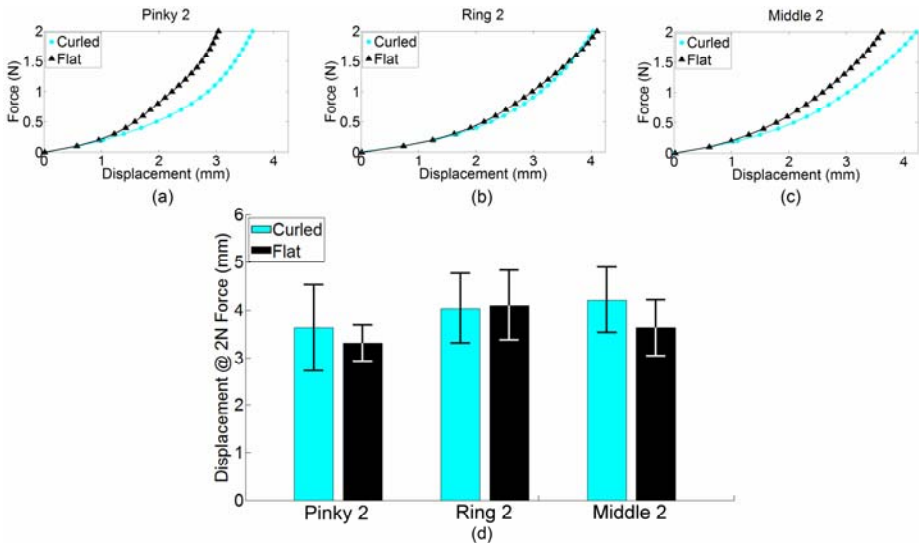 Pinky 2
Force (N)
2
1.5
1
0.5
0
Curled
Flat
0 1 2 3 4
Displacement (mm)
(a)
Ring 2
Force (N)
2
1.5
1
0.5
0
Curled
Flat
0 1 2 3 4
Displacement (mm)
(b)
Middle 2
Force (N)
2
1.5
1
0.5
0
Curled
Flat
0 1 2 3 4
Displacement (mm)
(c)
Displacement @ 2N Force (mm)
6
5
4
3
2
1
0
Curled
Flat
Pinky 2 Ring 2 Middle 2
(d)